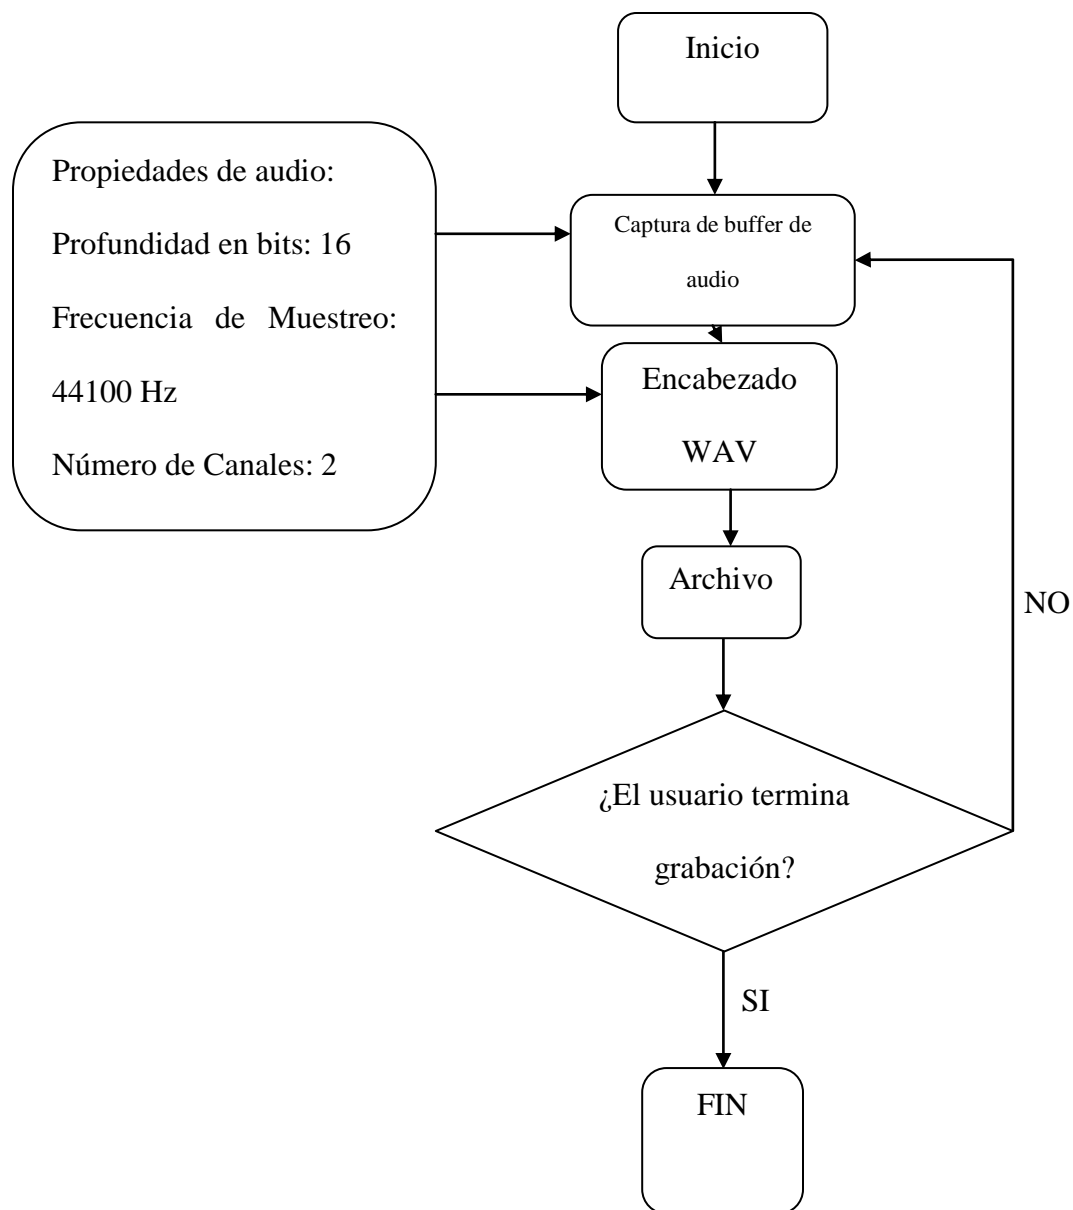 Inicio
Propiedades de audio:
Profundidad en bits: 16
Frecuencia de Muestreo:
44100 Hz
Número de Canales: 2
Captura de buffer de
audio
Encabezado
WAV
Archivo
NO
¿El usuario termina
grabación?
SI
FIN